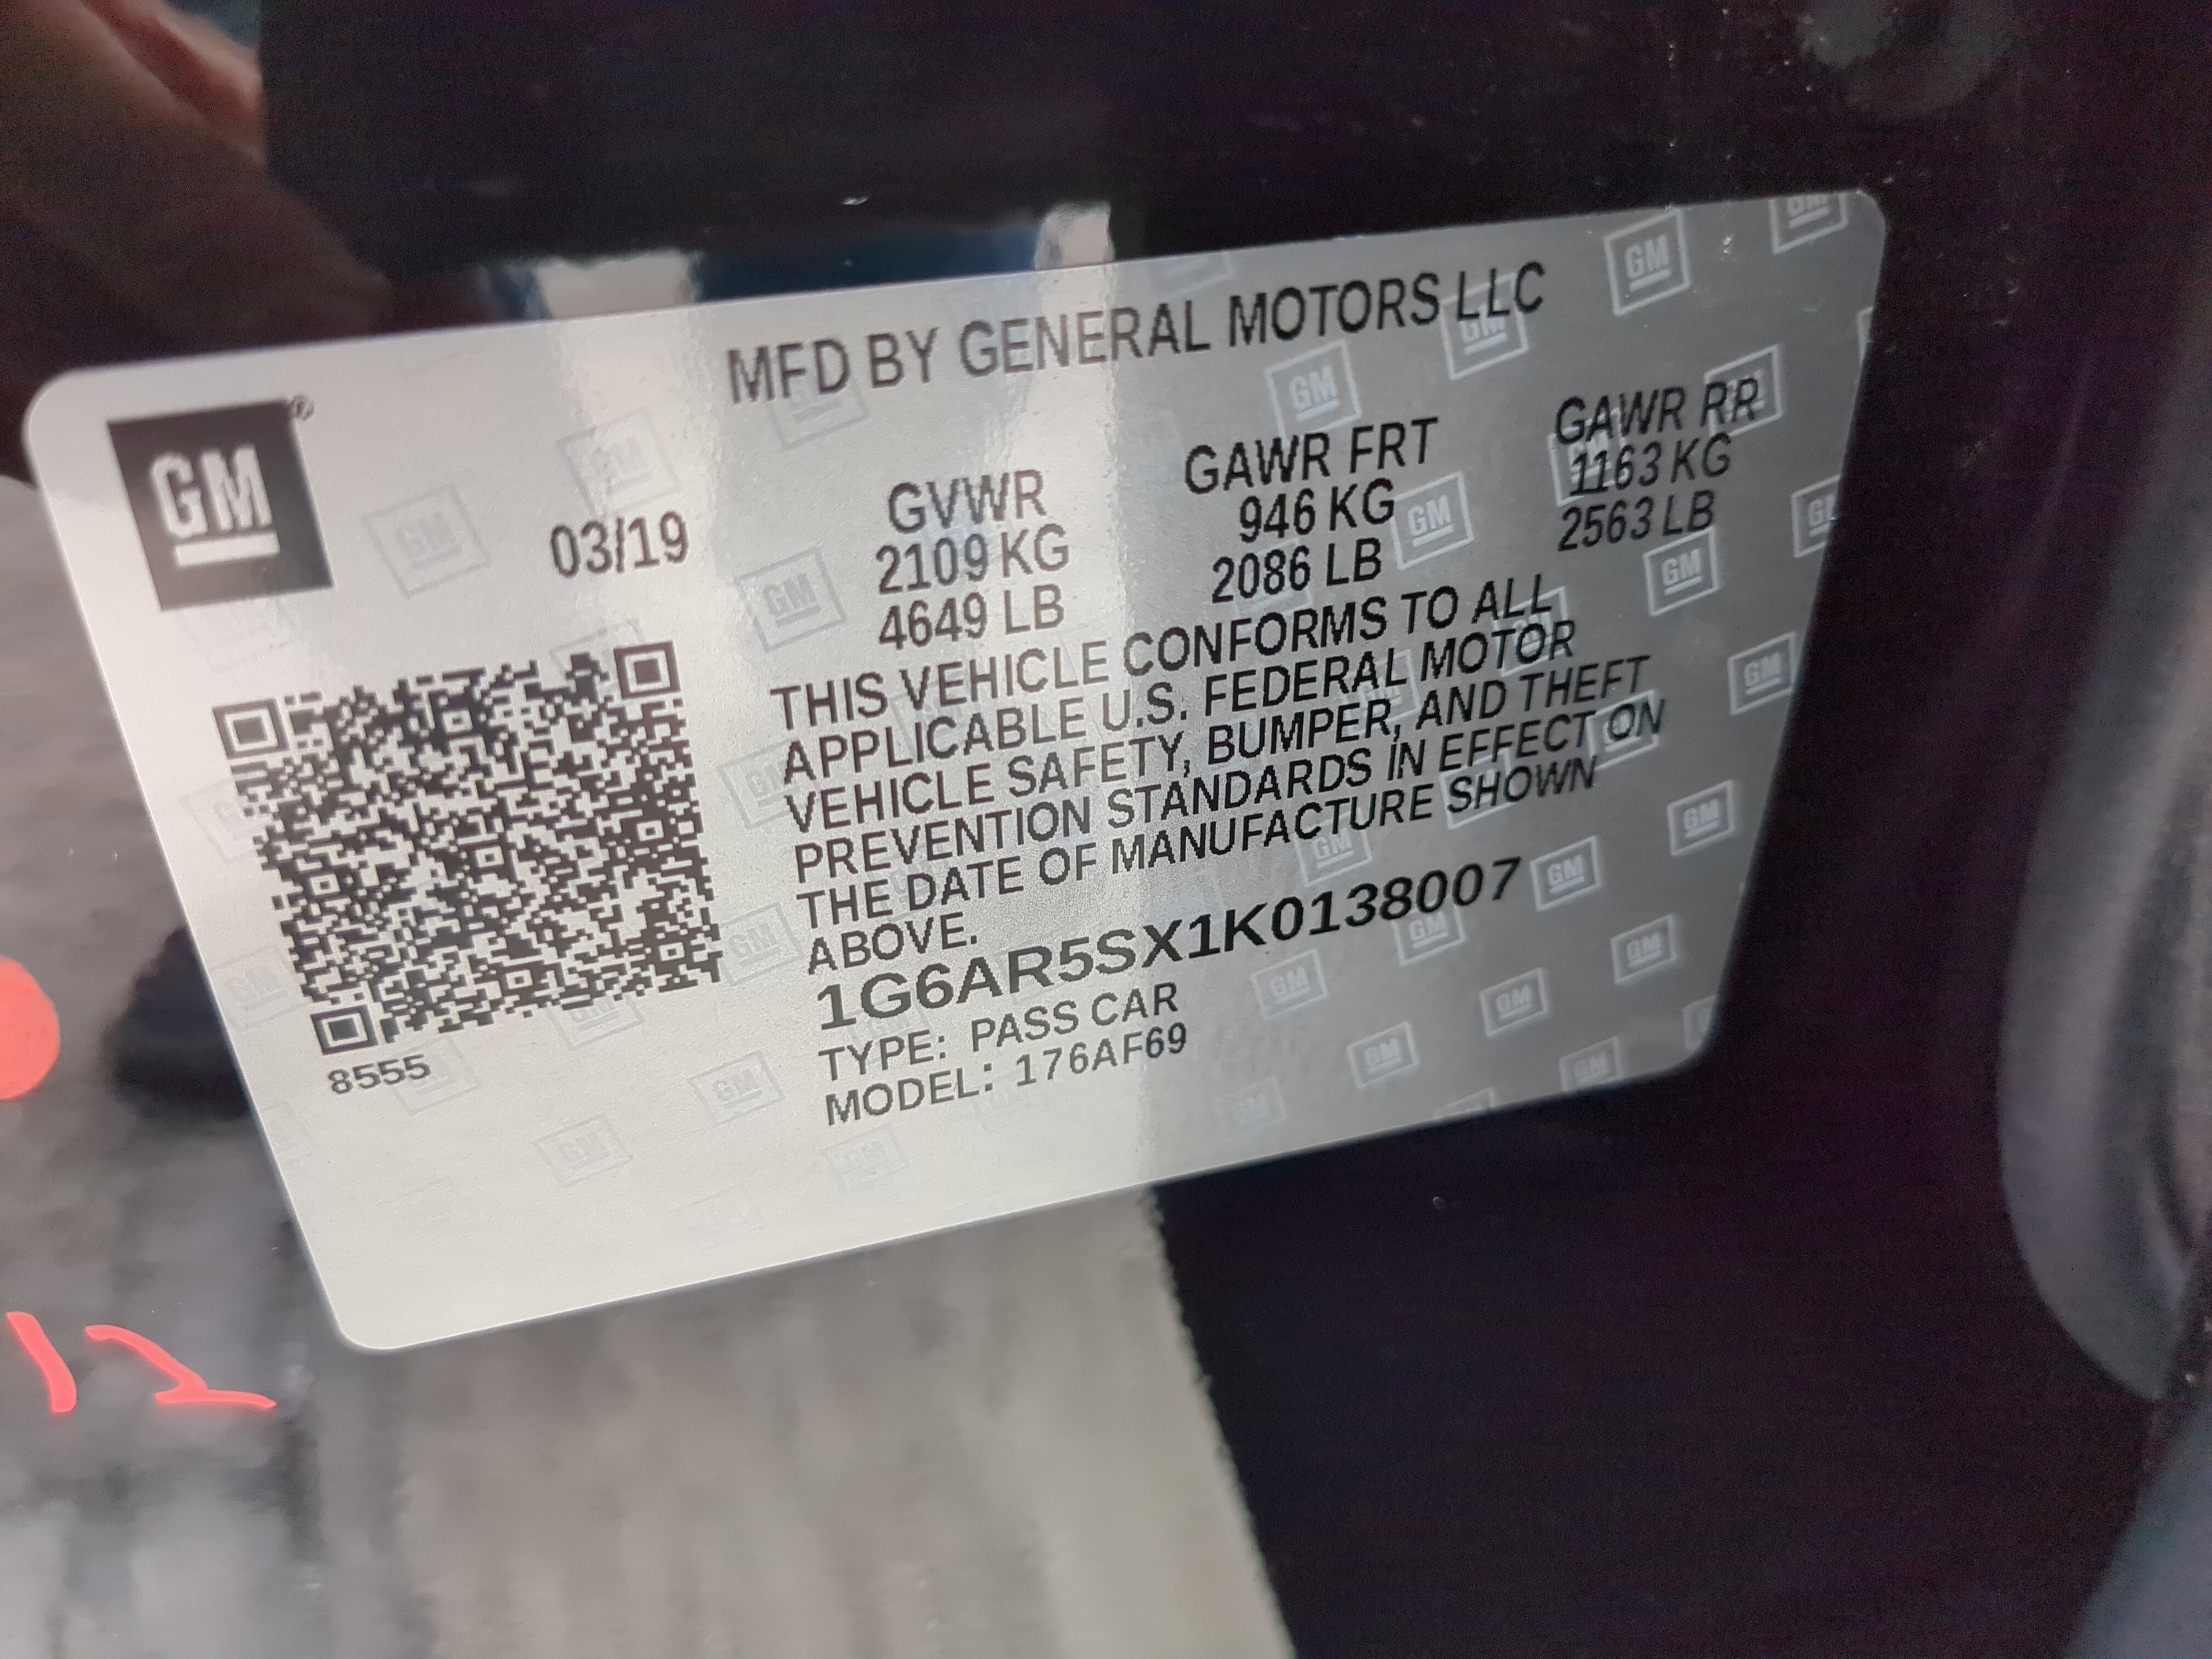 MFD BY GENERAL MOTORS LLC
GM®
03/19
GVWR
2109 KG
4649 LB
GAWR FRT
946 KG
2086 LB
GAWR RR
1163 KG
2563 LB
THIS VEHICLE CONFORMS TO ALL
APPLICABLE U.S. FEDERAL MOTOR
VEHICLE SAFETY, BUMPER, AND THEFT
PREVENTION STANDARDS IN EFFECT ON
THE DATE OF MANUFACTURE SHOWN
ABOVE.
1G6AR5SX1K0138007
TYPE: PASS CAR
MODEL: 176AF69
8555
12